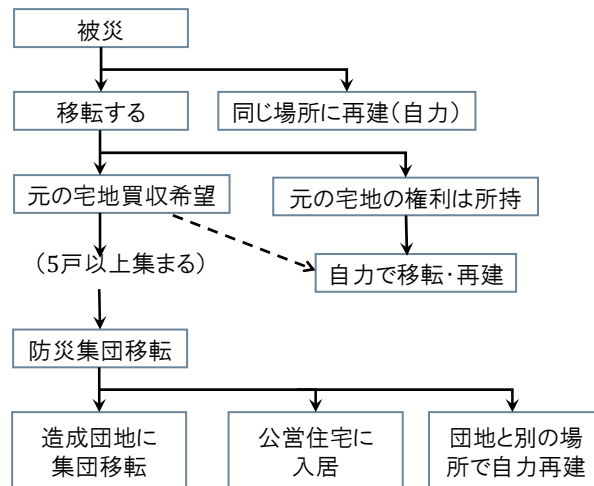 被災
移転する
同じ場所に再建(自力)
元の宅地買収希望
元の宅地の権利は所持
(5戸以上集まる)
自力で移転・再建
防災集団移転
造成団地に
集団移転
公営住宅に
入居
団地と別の場
所で自力再建